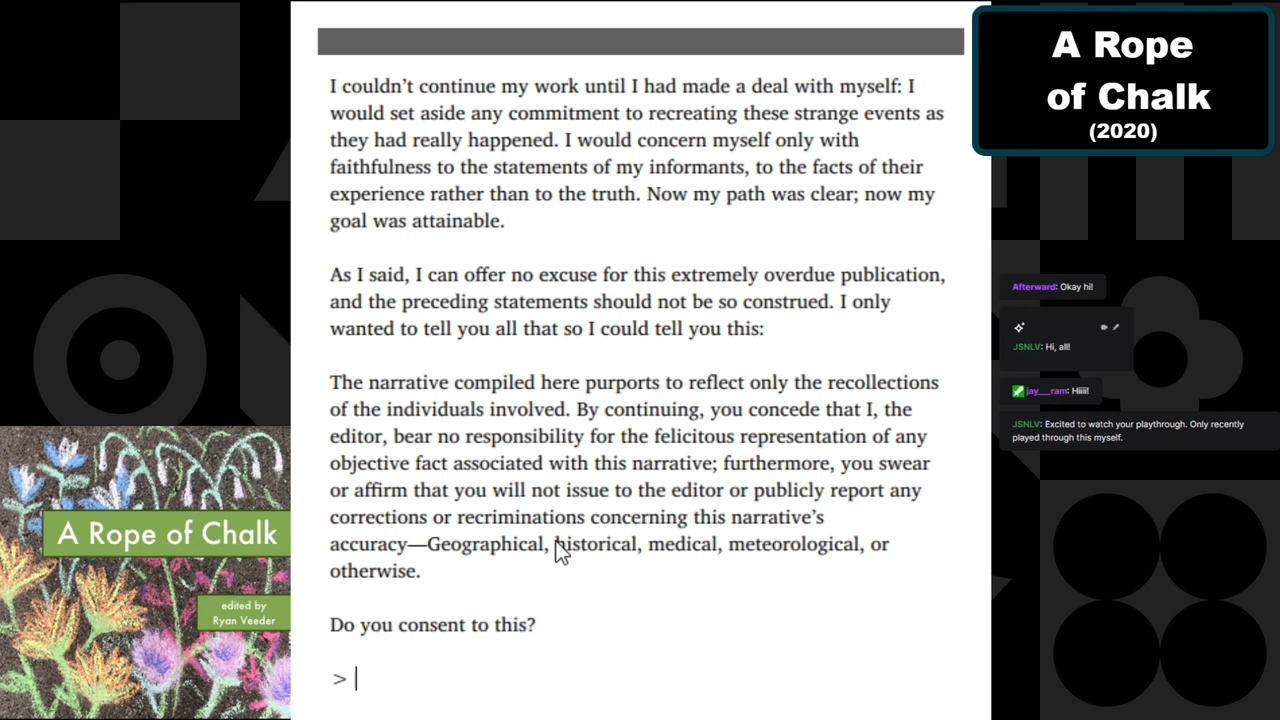 I couldn’t continue my work until I had made a deal with myself: I
would set aside any commitment to recreating these strange events as
they had really happened. I would concern myself only with
faithfulness to the statements of my informants, to the facts of their
experience rather than to the truth. Now my path was clear; now my
goal was attainable.
As I said, I can offer no excuse for this extremely overdue publication,
and the preceding statements should not be so construed. I only
wanted to tell you all that so I could tell you this:
The narrative compiled here purports to reflect only the recollections
of the individuals involved. By continuing, you concede that I, the
editor, bear no responsibility for the felicitous representation of any
objective fact associated with this narrative; furthermore, you swear
or affirm that you will not issue to the editor or publicly report any
corrections or recriminations concerning this narrative’s
accuracy—Geographical, historical, medical, meteorological, or
otherwise.
Do you consent to this?
>
A Rope
of Chalk
(2020)
Afterward: Okay hi!
JSNLV: Hi, all!
jay___ram: Hiiii!
JSNLV: Excited to watch your playthrough. Only recently
played through this myself.
A Rope of Chalk
edited by
Ryan Veeder